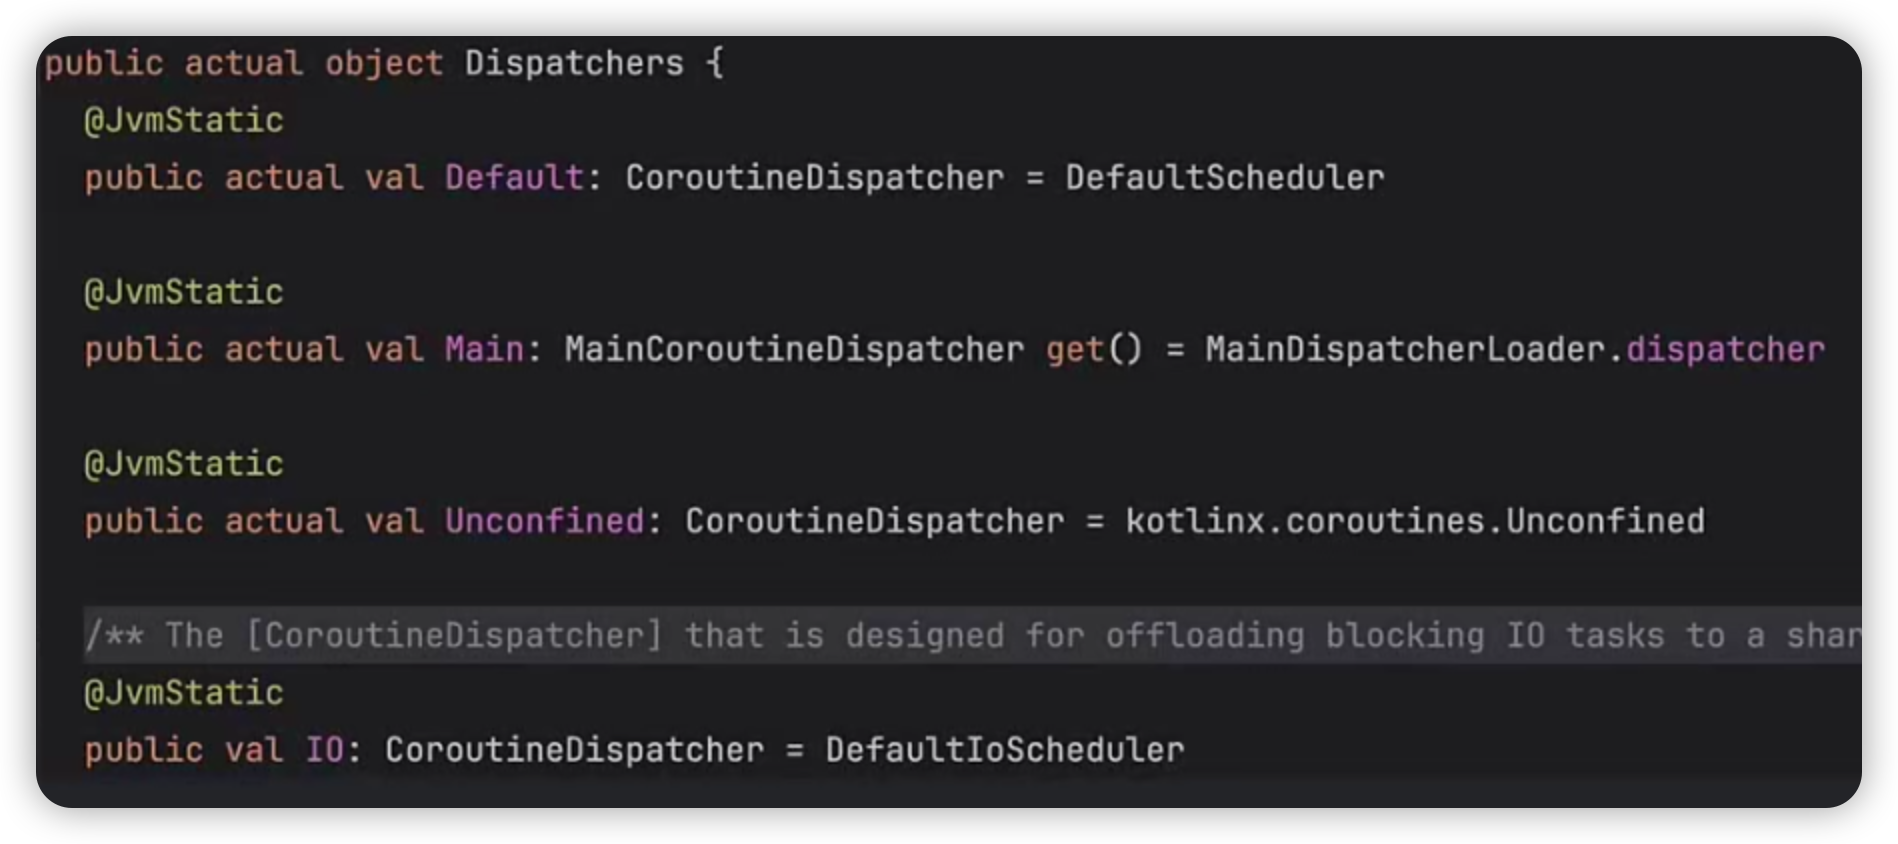 public actual object Dispatchers {
@JvmStatic
public actual val Default: CoroutineDispatcher = DefaultScheduler
@JvmStatic
public actual val Main: MainCoroutineDispatcher get() = MainDispatcherLoader.dispatcher
@JvmStatic
public actual val Unconfined: CoroutineDispatcher = kotlinx.coroutines.Unconfined
/** The [CoroutineDispatcher] that is designed for offloading blocking IO tasks to a shar
@JvmStatic
public val IO: CoroutineDispatcher = DefaultIoScheduler